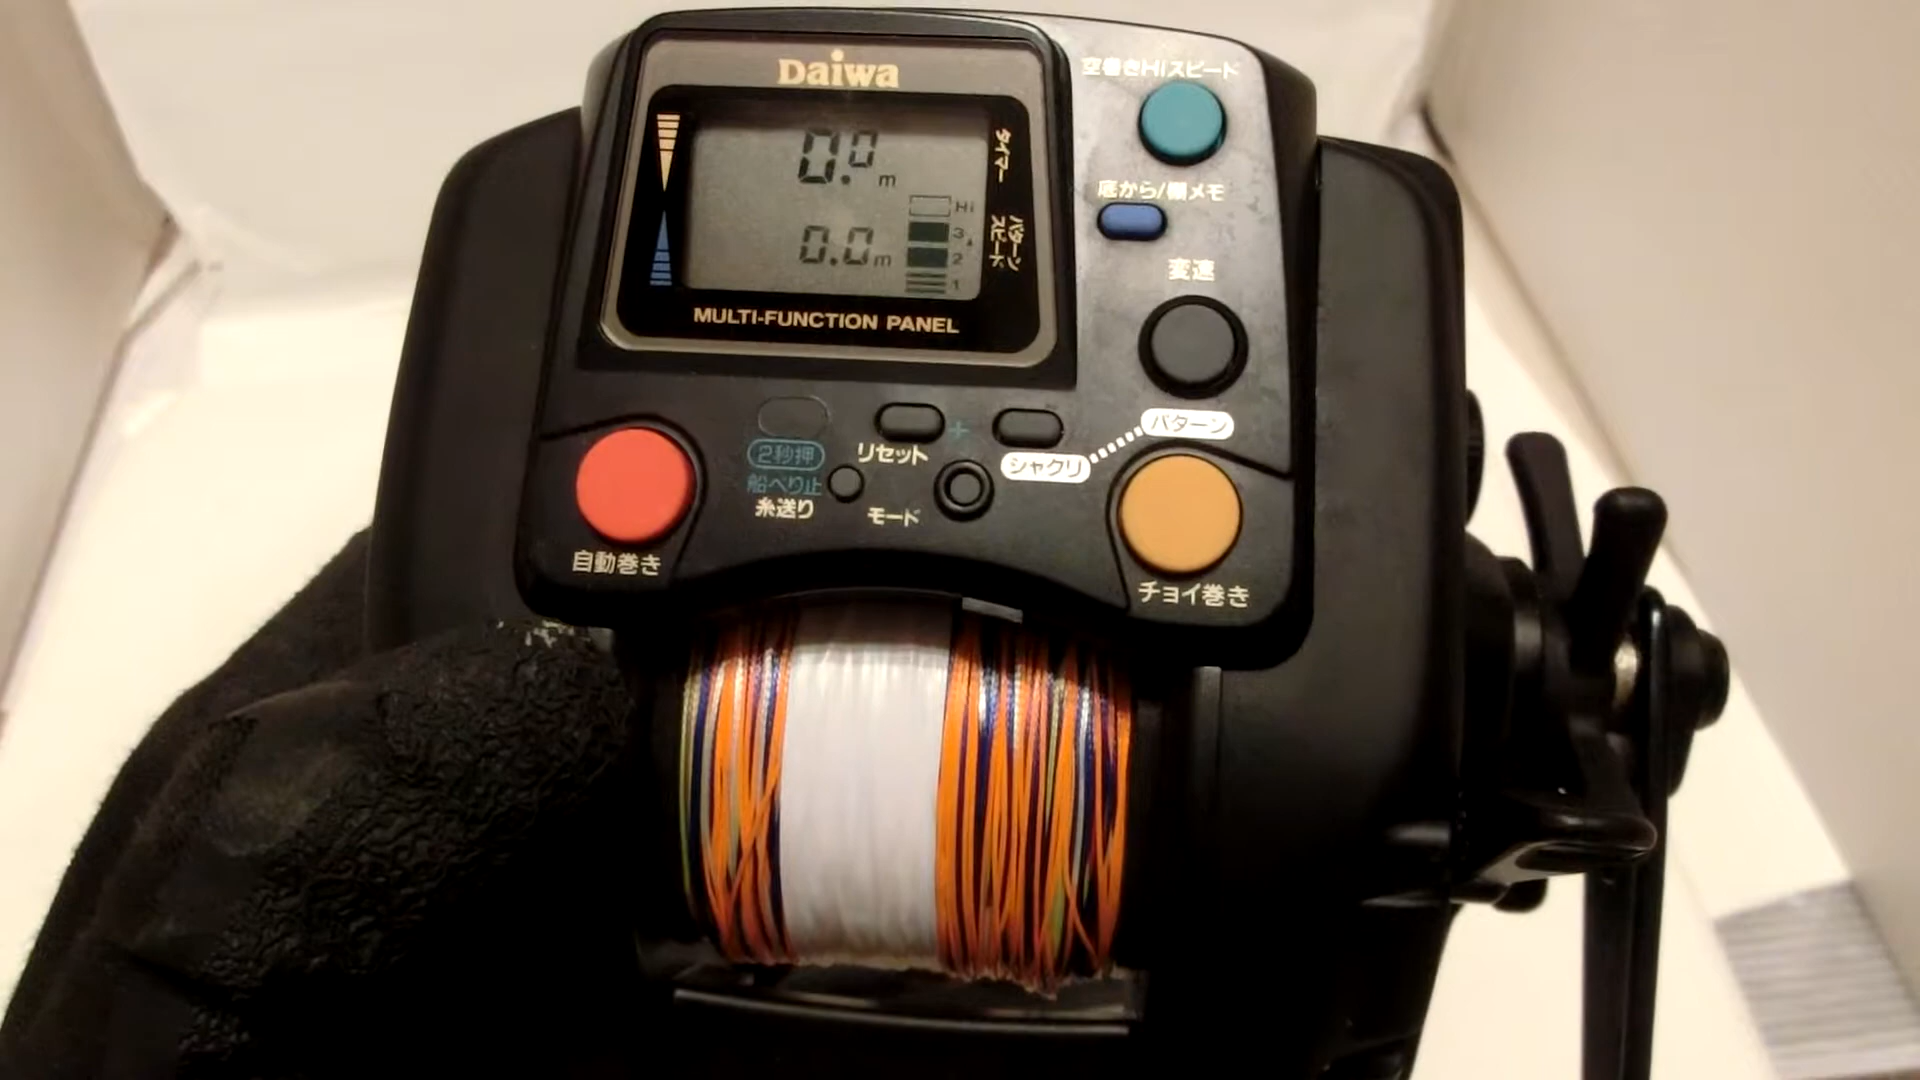 Daiwa
空巻きHiスピード
0.0 m
タイマー
底から/棚メモ
Hi
3
パターン
スピード
0.0 m
2
1
変速
MULTI-FUNCTION PANEL
パターン
リセット
+
2秒押
シャクリ
船べり止
糸送り
モード
自動巻き
チョイ巻き